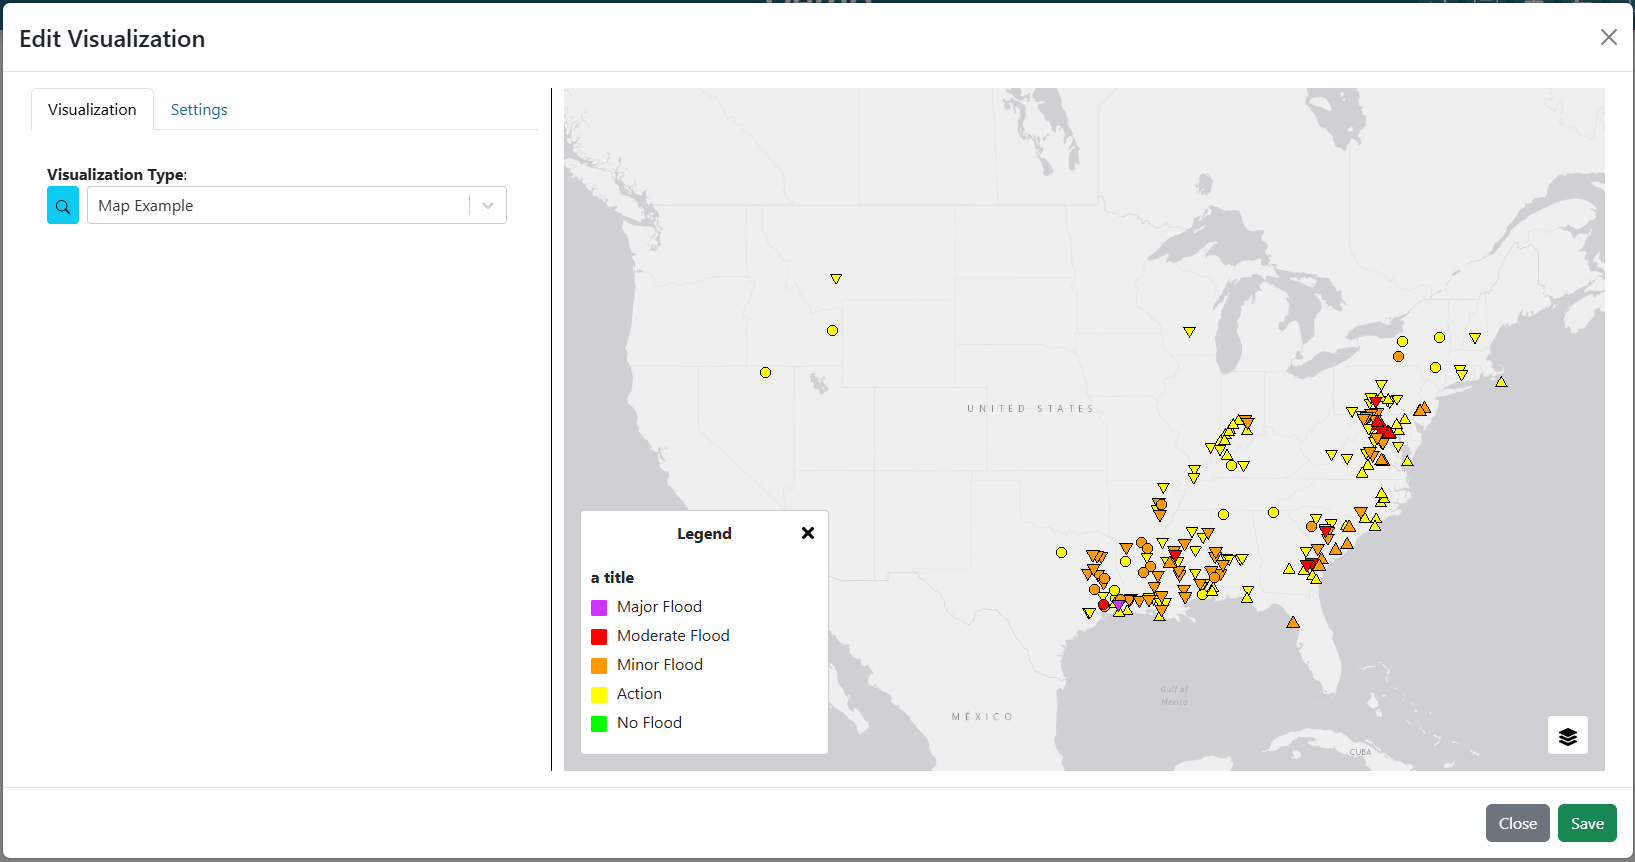 Edit Visualization
Visualization
Settings
Visualization Type:
Map Example
UNITED STATES
Legend
a title
Major Flood
Moderate Flood
Minor Flood
Action
No Flood
Gulf of
Mexico
MÉXICO
CUBA
Close
Save